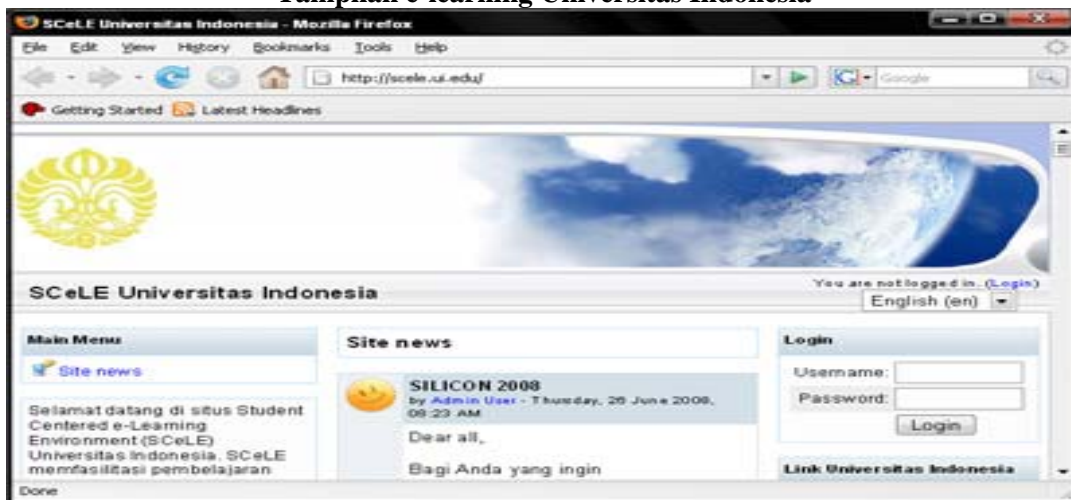 Tampilan e-learning Universitas Indonesia
SCeLE Universitas Indonesia - Mozilla Firefox
File Edit View History Bookmarks Tools Help
http://scele.ui.edu/
Google
Getting Started Latest Headlines
SCeLE Universitas Indonesia
You are not logged in. (Login)
English (en)
Main Menu
Site news
Selamat datang di situs Student
Centered e-Learning
Environment (SCeLE)
Universitas Indonesia. SCeLE
memfasilitasi pembelajaran
Site news
SILICON 2008
by Admin User - Thursday, 26 June 2008,
08:23 AM
Dear all,
Bagi Anda yang ingin
Login
Username:
Password:
Login
Link Universitas Indonesia
Done